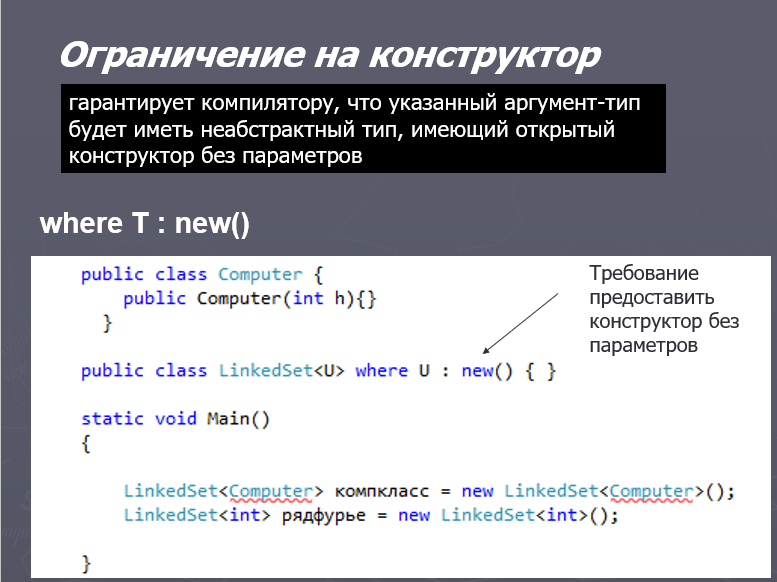 Ограничение на конструктор
гарантирует компилятору, что указанный аргумент-тип
будет иметь неабстрактный тип, имеющий открытый
конструктор без параметров
where T : new()
public class Computer {
public Computer(int h){}
}
Требование
предоставить
конструктор без
параметров
public class LinkedSet<U> where U : new() { }
static void Main()
{
LinkedSet<Computer> компкласс = new LinkedSet<Computer>();
LinkedSet<int> рядфурье = new LinkedSet<int>();
}